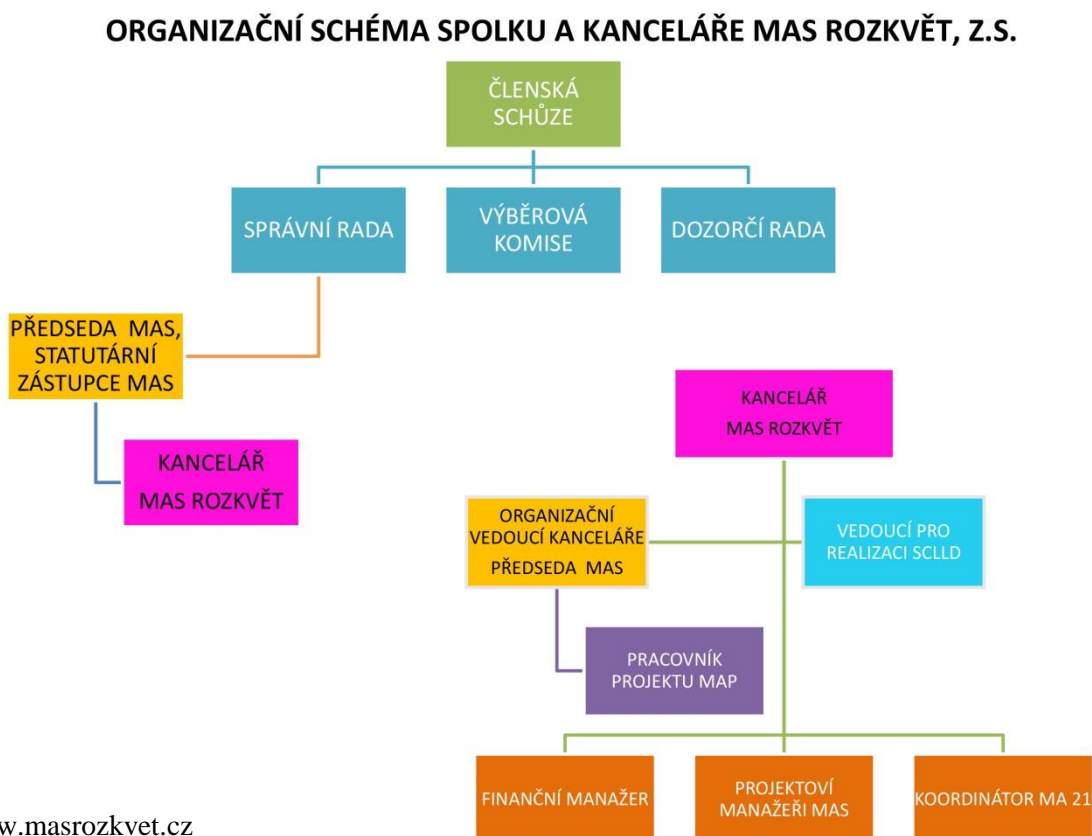 ORGANIZAČNÍ SCHÉMA SPOLKU A KANCELÁŘE MAS ROZKVĚT, Z.S.
ČLENSKÁ
SCHŮZE
SPRÁVNÍ RADA
VÝBĚROVÁ
KOMISE
DOZORČÍ RADA
PŘEDSEDA MAS,
STATUTÁRNÍ
ZÁSTUPCE MAS
KANCELÁŘ
MAS ROZKVĚT
KANCELÁŘ
MAS ROZKVĚT
ORGANIZAČNÍ
VEDOUCÍ KANCELÁŘE
PŘEDSEDA MAS
VEDOUCÍ PRO
REALIZACI SCLLD
PRACOVNÍK
PROJEKTU MAP
FINANČNÍ MANAŽER
PROJEKTOVÍ
MANAŽEŘI MAS
KOORDINÁTOR MA 21
w.masrozkvet.cz